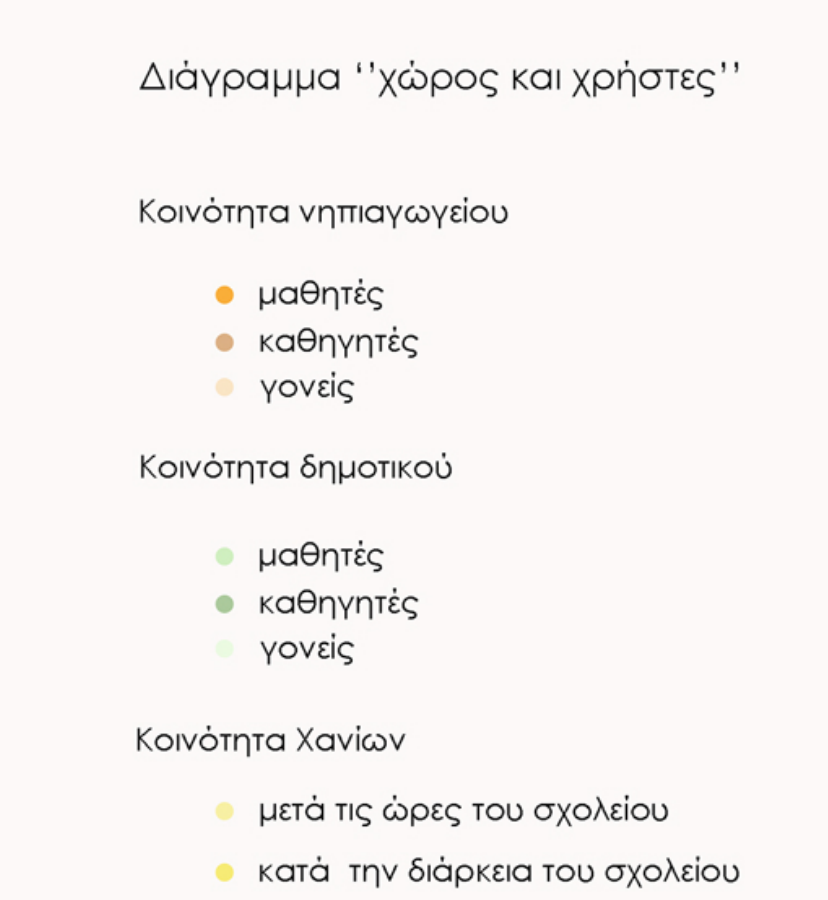 Διάγραμμα ‘’χώρος και χρήστες’’
Κοινότητα νηπιαγωγείου
μαθητές
καθηγητές
γονείς
Κοινότητα δημοτικού
μαθητές
καθηγητές
γονείς
Κοινότητα Χανίων
μετά τις ώρες του σχολείου
κατά την διάρκεια του σχολείου